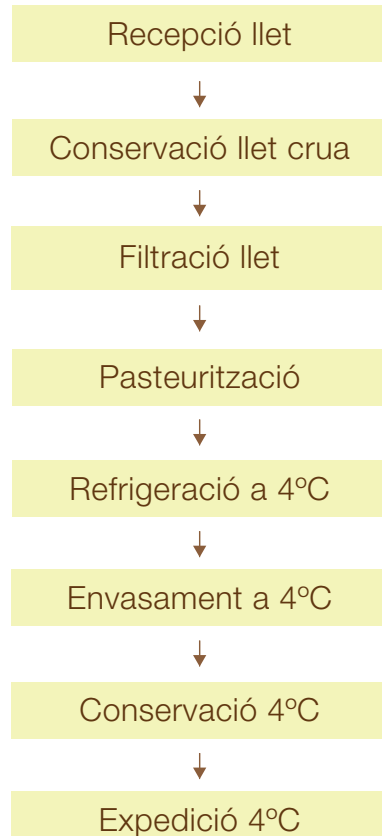 Recepció llet
Conservació llet crua
Filtració llet
Pasteurització
Refrigeració a 4ºC
Envasament a 4ºC
Conservació 4ºC
Expedició 4ºC